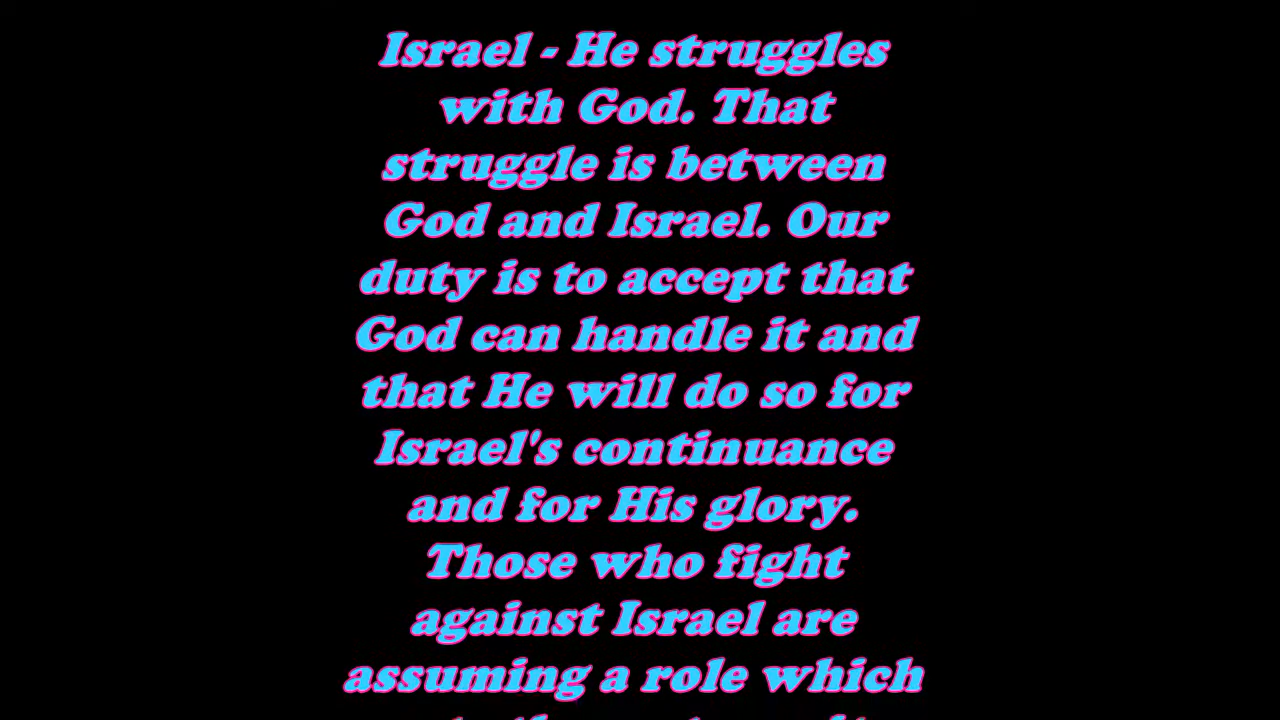 Israel - He struggles
with God. That
struggle is between
God and Israel. Our
duty is to accept that
God can handle it and
that He will do so for
Israel's continuance
and for His glory.
Those who fight
against Israel are
assuming a role which